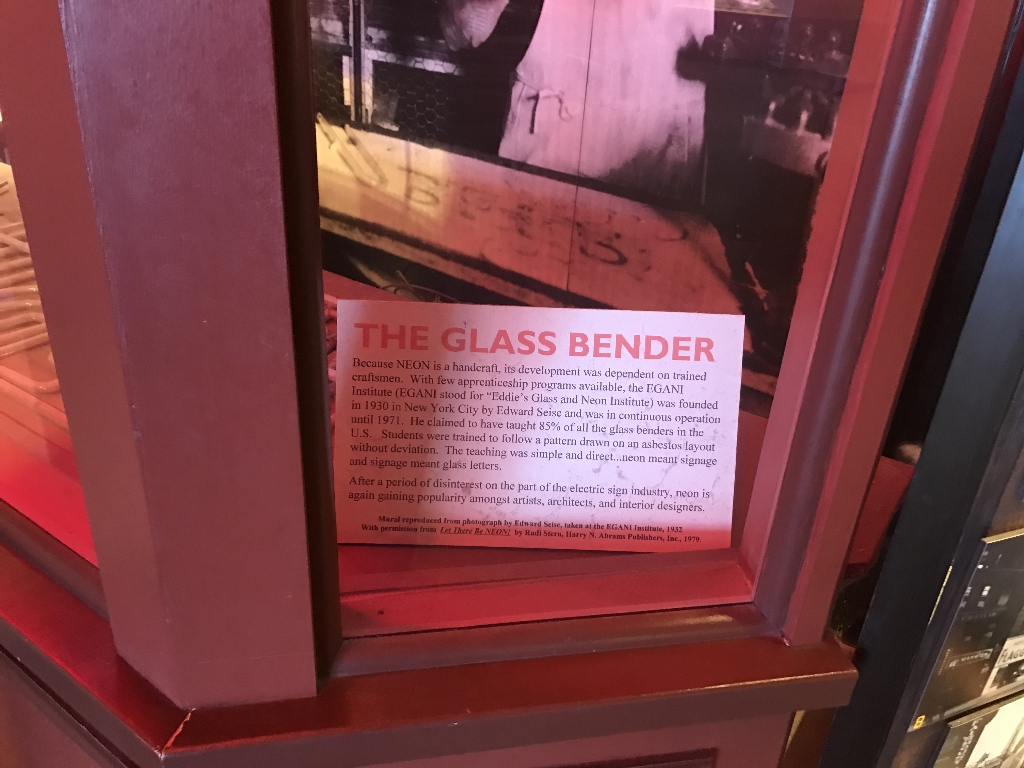 THE GLASS BENDER
Because NEON is a handcraft, its development was dependent on trained
craftsmen. With few apprenticeship programs available, the EGANI
Institute (EGANI stood for "Eddie's Glass and Neon Institute) was founded
in 1930 in New York City by Edward Seise and was in continuous operation
until 1971. He claimed to have taught 85% of all the glass benders in the
U.S. Students were trained to follow a pattern drawn on an asbestos layout
without deviation. The teaching was simple and direct...neon meant signage
and signage meant glass letters.
After a period of disinterest on the part of the electric sign industry, neon is
again gaining popularity amongst artists, architects, and interior designers.
Mural reproduced from photograph by Edward Seise, taken at the EGANI Institute, 1932
With permission from Let There Be NEON! by Rudi Stern, Harry N. Abrams Publishers, Inc., 1979.